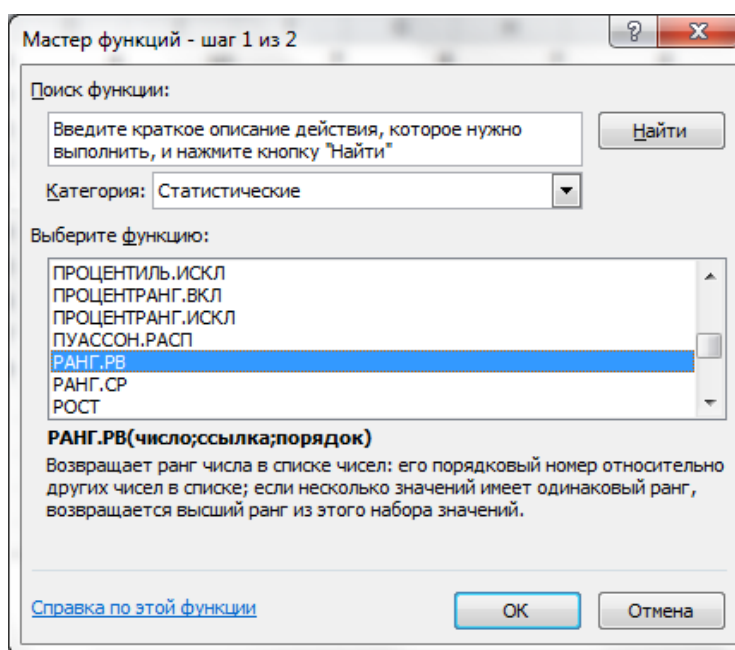 Мастер функций - шаг 1 из 2
Поиск функции:
Введите краткое описание действия, которое нужно
выполнить, и нажмите кнопку "Найти"
Найти
Категория: Статистические
Выберите функцию:
ПРОЦЕНТИЛЬ.ИСКЛ
ПРОЦЕНТРАНГ.ВКЛ
ПРОЦЕНТРАНГ.ИСКЛ
ПУАССОН.РАСП
РАНГ.РВ
РАНГ.СР
РОСТ
РАНГ.РВ(число;ссылка;порядок)
Возвращает ранг числа в списке чисел: его порядковый номер относительно
других чисел в списке; если несколько значений имеет одинаковый ранг,
возвращается высший ранг из этого набора значений.
Справка по этой функции
ОК
Отмена